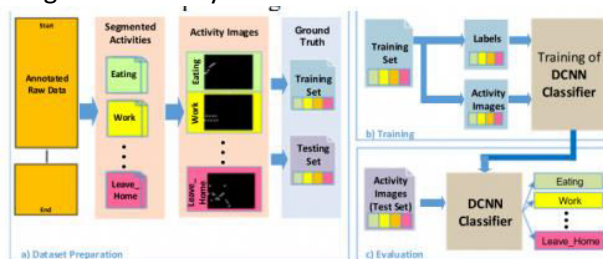 Start
Annotated
Raw Data
End
Segmented
Activities
Eating
Work
Leave_
Home
Activity Images
Eating
Work
Leave_
Home
Ground
Truth
Training
Set
Testing
Set
a) Dataset Preparation
Training
Set
Labels
Activity
Images
Training of
DCNN
Classifier
b) Training
Activity
Images
(Test Set)
DCNN
Classifier
Eating
Work
Leave_Home
c) Evaluation